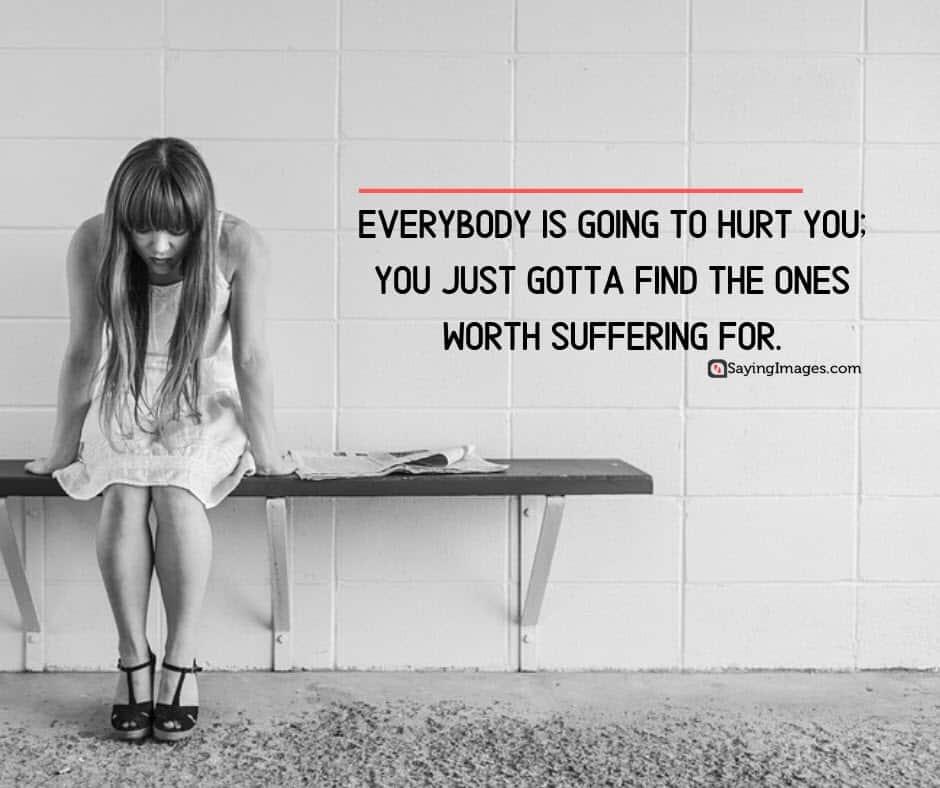 EVERYBODY IS GOING TO HURT YOU;
YOU JUST GOTTA FIND THE ONES
WORTH SUFFERING FOR.
SayingImages.com